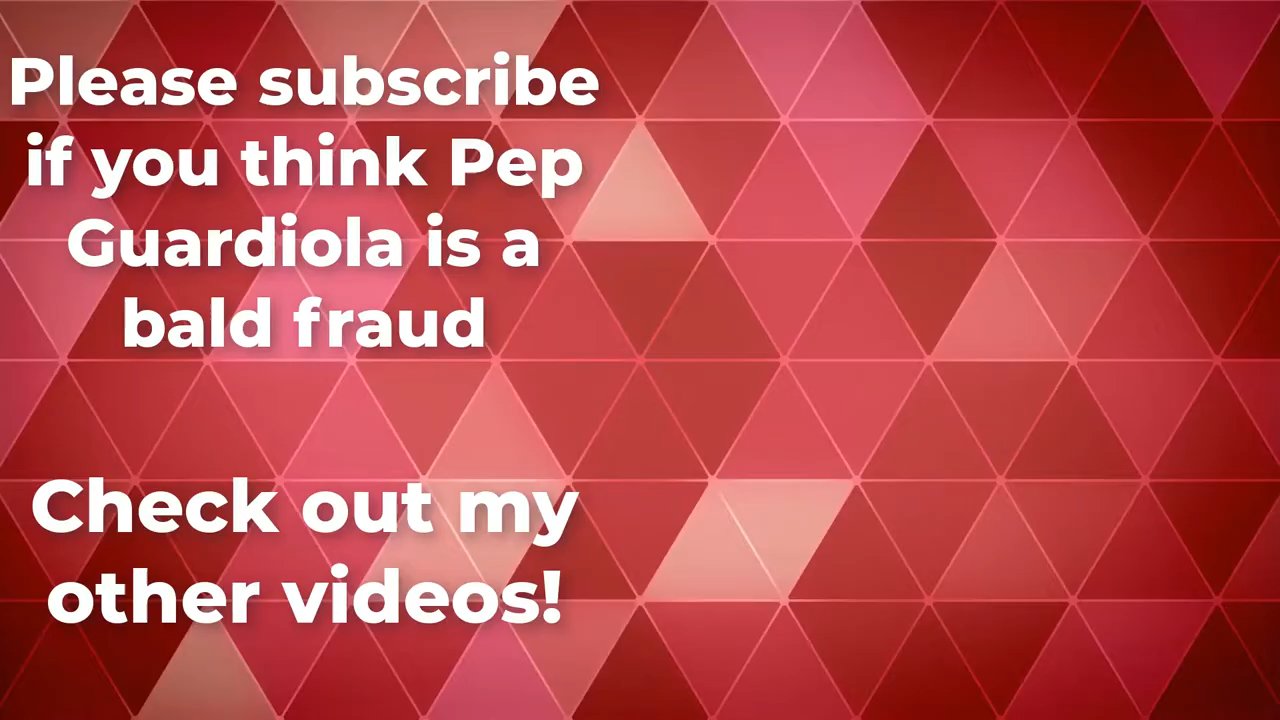 Please subscribe
if you think Pep
Guardiola is a
bald fraud
Check out my
other videos!